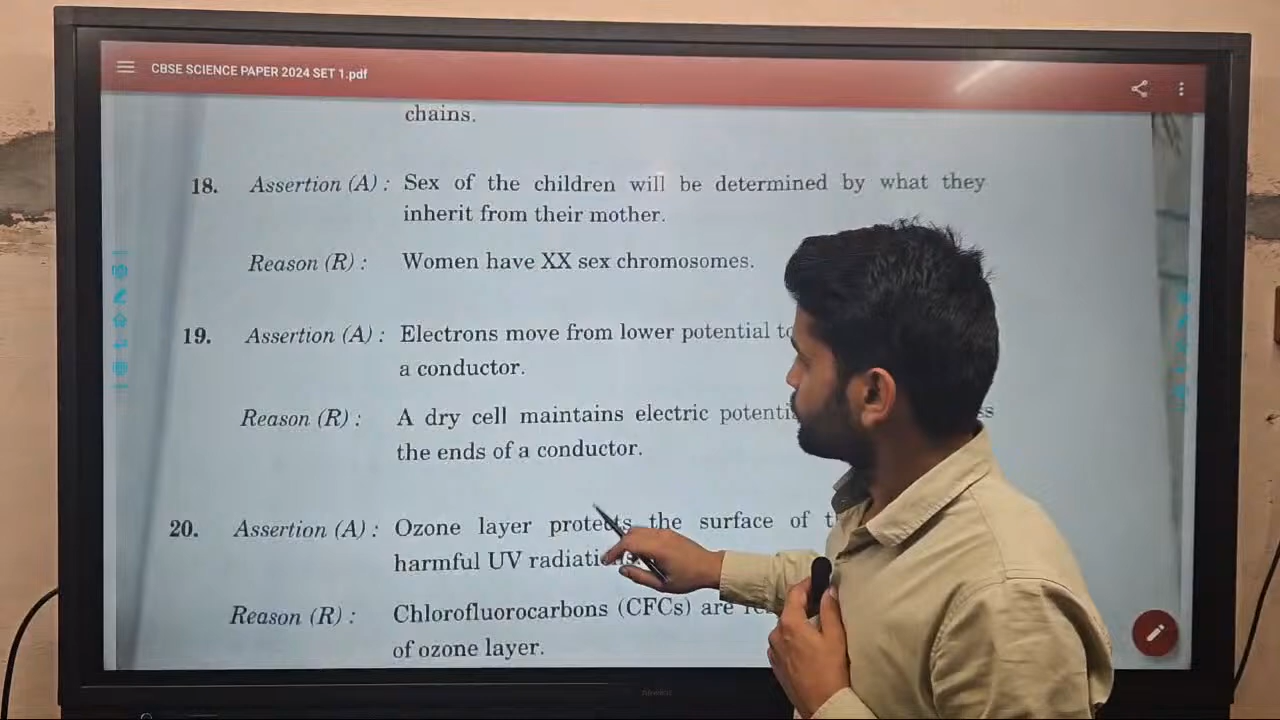 CBSE SCIENCE PAPER 2024 SET 1.pdf
chains.
18. Assertion (A) : Sex of the children will be determined by what they
inherit from their mother.
Reason (R) : Women have XX sex chromosomes.
19. Assertion (A) : Electrons move from lower potential
a conductor.
Reason (R) : A dry cell maintains electric
the ends of a conductor.
20. Assertion (A) : Ozone layer protects the surface of
harmful UV
Reason (R) : Chlorofluorocarbons (CFCs) are
of ozone layer.